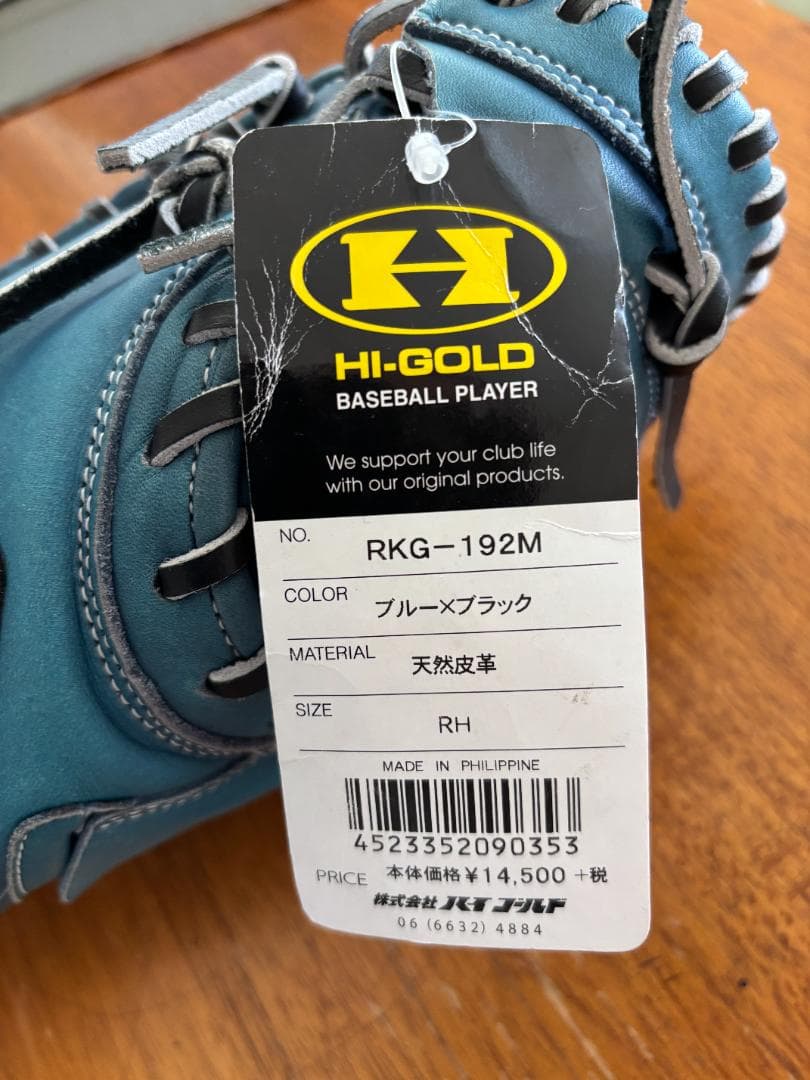 HI-GOLD
BASEBALL PLAYER
We support your club life
with our original products.
NO. RKG-192M
COLOR ブルー×ブラック
MATERIAL 天然皮革
SIZE RH
MADE IN PHILIPPINE
4523352090353
PRICE 本体価格¥14,500+税
株式会社ハイゴールド
06(6632)4884